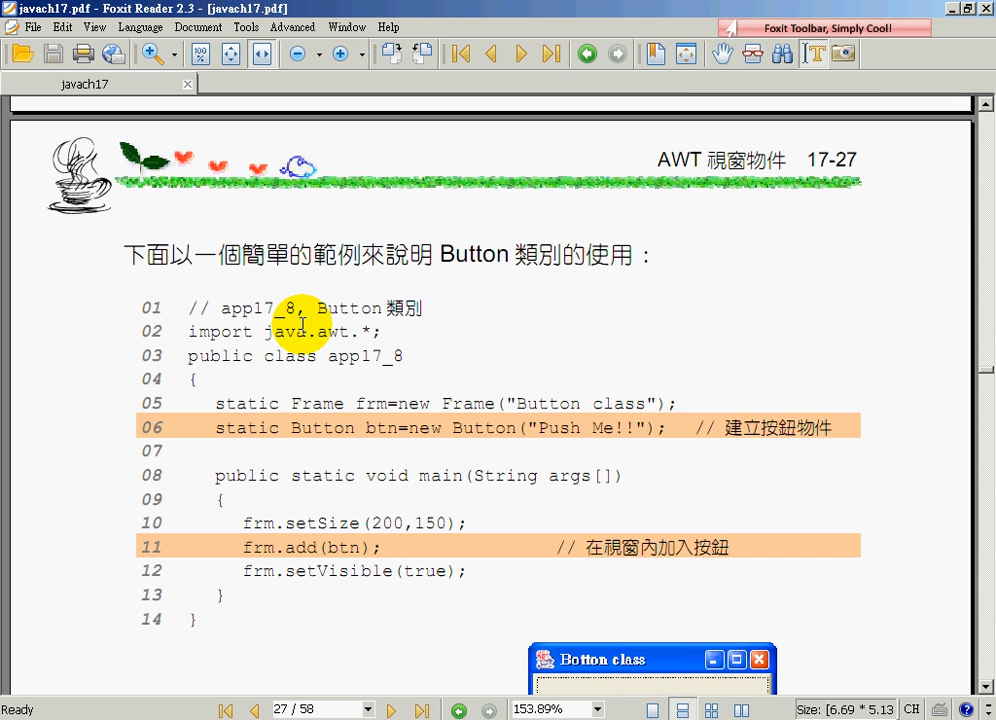 javach17.pdf - Foxit Reader 2.3 - [javach17.pdf]
File Edit View Language Document Tools Advanced Window Help
Foxit Toolbar, Simply Cool!
javach17
AWT 視窗物件 17-27
下面以一個簡單的範例來說明 Button 類別的使用：
01 // app17_8, Button 類別
02 import java.awt.*;
03 public class app17_8
04 {
05 static Frame frm=new Frame("Button class");
06 static Button btn=new Button("Push Me!!"); // 建立按鈕物件
07
08 public static void main(String args[])
09 {
10 frm.setSize(200,150);
11 frm.add(btn); // 在視窗內加入按鈕
12 frm.setVisible(true);
13 }
14 }
Botton class
Ready 27 / 58 153.89% Size: [6.69 * 5.13 CH